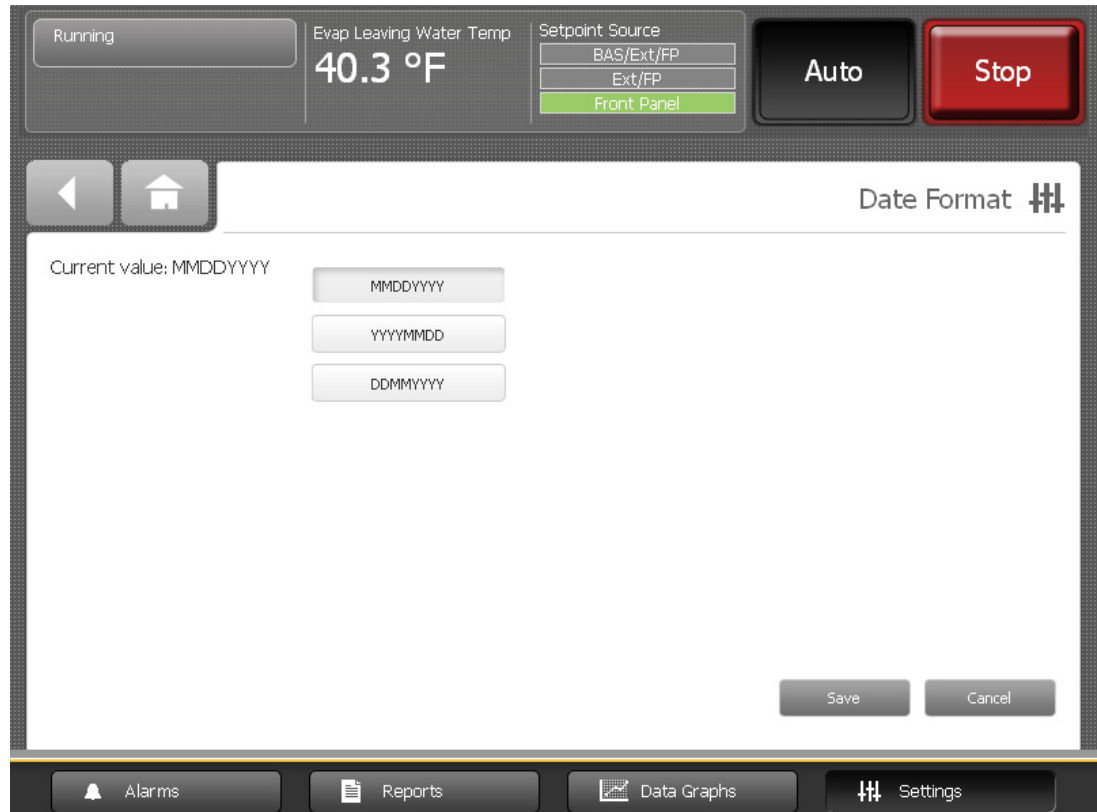 Running
Evap Leaving Water Temp
40.3 °F
Setpoint Source
BAS/Ext/FP
Ext/FP
Front Panel
Auto
Stop
Date Format
Current value: MMDDYYYY
MMDDYYYY
YYYYMMDD
DDMMYYYY
Save
Cancel
Alarms
Reports
Data Graphs
Settings